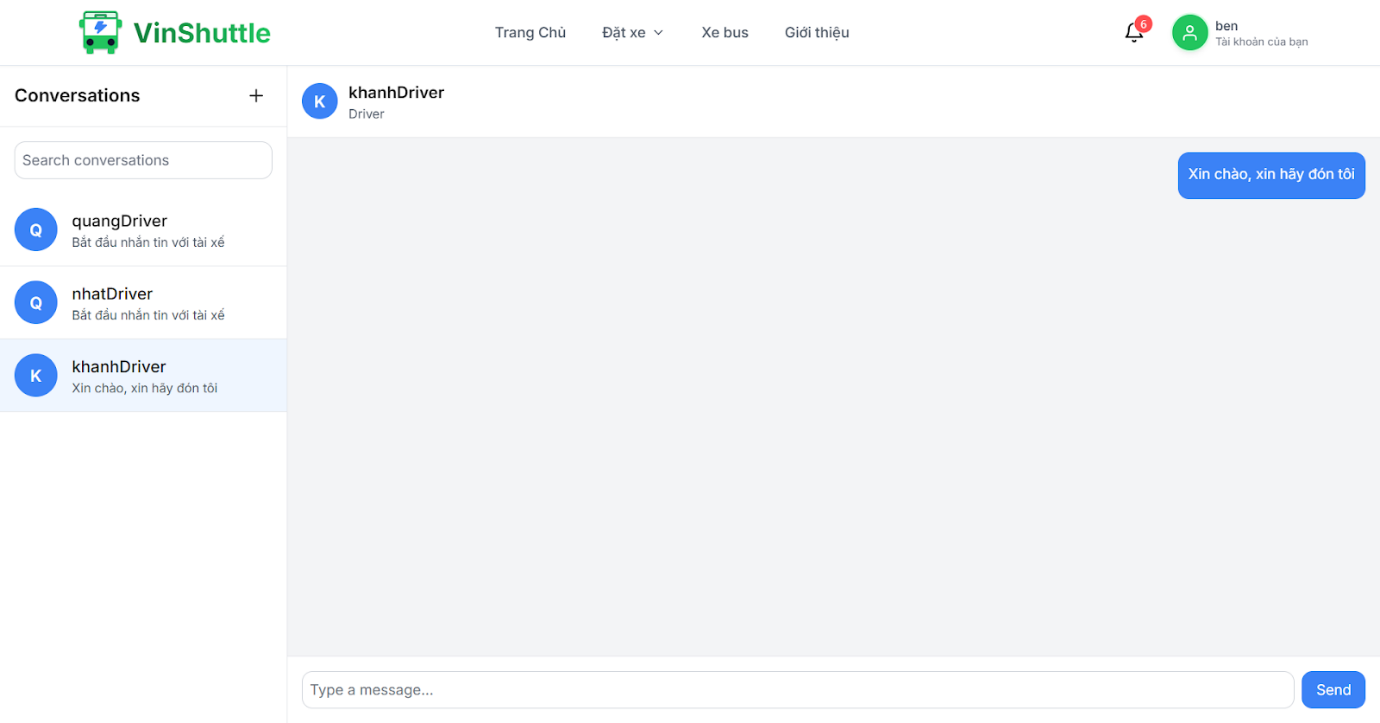 VinShuttle
Trang Chủ
Đặt xe
Xe bus
Giới thiệu
6
ben
Tài khoản của bạn
Conversations
+
Search conversations
Q
quangDriver
Bắt đầu nhắn tin với tài xế
Q
nhatDriver
Bắt đầu nhắn tin với tài xế
K
khanhDriver
Xin chào, xin hãy đón tôi
K
khanhDriver
Driver
Xin chào, xin hãy đón tôi
Type a message...
Send